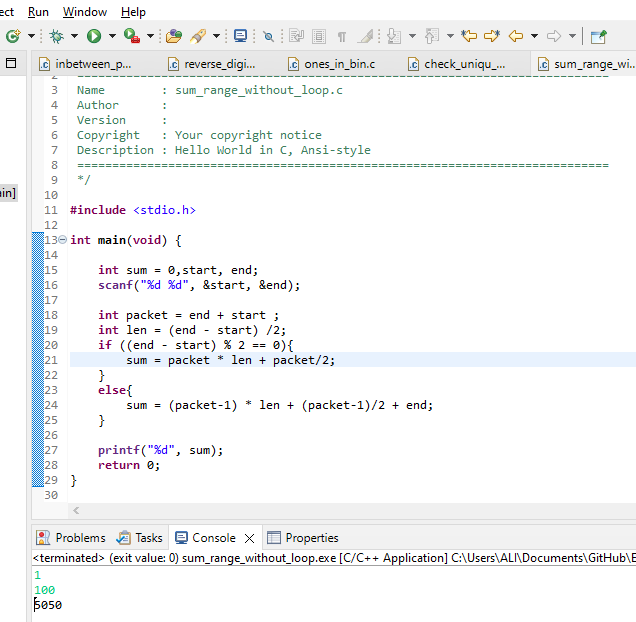 ect Run Window Help
inbetween_p... reverse_digi... ones_in_bin.c check_uniqu_... sum_range_wi...
2 ============================================================================
3 Name : sum_range_without_loop.c
4 Author :
5 Version :
6 Copyright : Your copyright notice
7 Description : Hello World in C, Ansi-style
8 ============================================================================
9 */
10
11 #include <stdio.h>
12
13 int main(void) {
14
15 int sum = 0,start, end;
16 scanf("%d %d", &start, &end);
17
18 int packet = end + start ;
19 int len = (end - start) /2;
20 if ((end - start) % 2 == 0){
21 sum = packet * len + packet/2;
22 }
23 else{
24 sum = (packet-1) * len + (packet-1)/2 + end;
25 }
26
27 printf("%d", sum);
28 return 0;
29 }
30
in]
Problems Tasks Console Properties
<terminated> (exit value: 0) sum_range_without_loop.exe [C/C++ Application] C:\Users\ALI\Documents\GitHub\E
1
100
5050